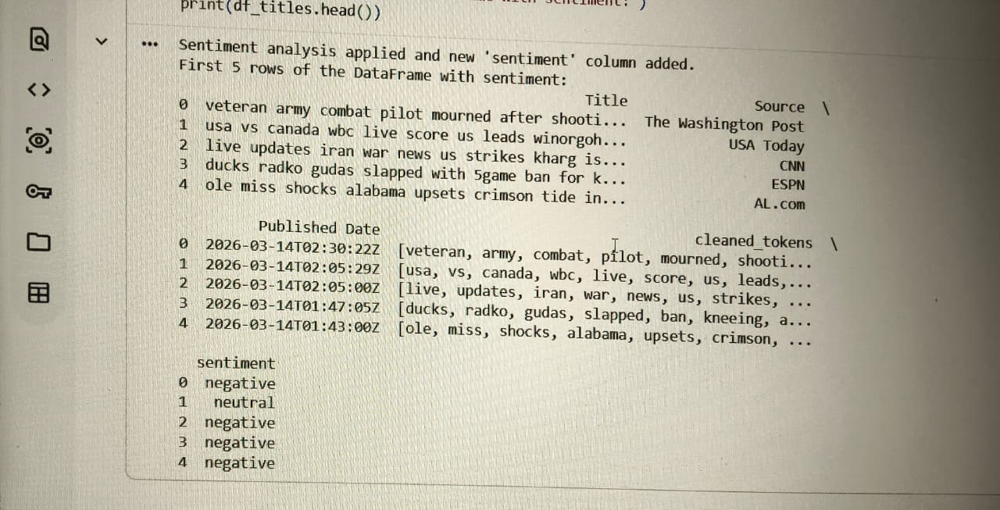 print(df_titles.head())
Sentiment analysis applied and new 'sentiment' column added.
First 5 rows of the DataFrame with sentiment:
Title Source \
0 veteran army combat pilot mourned after shooti... The Washington Post
1 usa vs canada wbc live score us leads winorgoh... USA Today
2 live updates iran war news us strikes kharg is... CNN
3 ducks radko gudas slapped with 5game ban for k... ESPN
4 ole miss shocks alabama upsets crimson tide in... AL.com
Published Date cleaned_tokens \
0 2026-03-14T02:30:22Z [veteran, army, combat, pilot, mourned, shooti...
1 2026-03-14T02:05:29Z [usa, vs, canada, wbc, live, score, us, leads,...
2 2026-03-14T02:05:00Z [live, updates, iran, war, news, us, strikes, ...
3 2026-03-14T01:47:05Z [ducks, radko, gudas, slapped, ban, kneeing, a...
4 2026-03-14T01:43:00Z [ole, miss, shocks, alabama, upsets, crimson, ...
sentiment
0 negative
1 neutral
2 negative
3 negative
4 negative